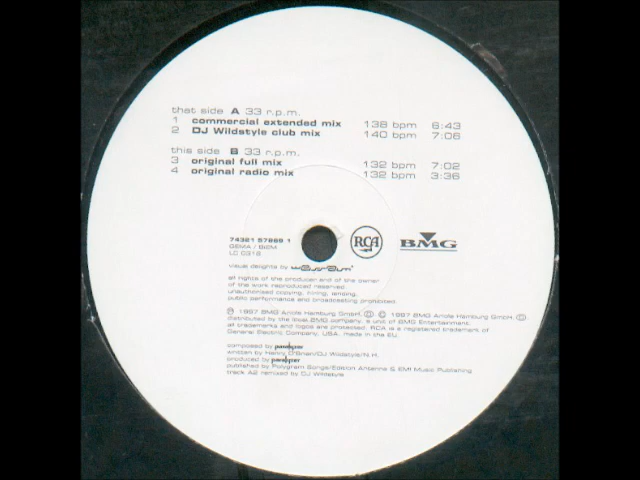 that side A 33 r.p.m.
1 commercial extended mix 138 bpm 6:43
2 DJ Wildstyle club mix 140 bpm 7:06
this side B 33 r.p.m.
3 original full mix 132 bpm 7:02
4 original radio mix 132 bpm 3:36
74321 1
GEMA / BIEM
LC 0316
RCA
BMG
visual delights by
all rights of the producer and of the owner
of the work reproduced reserved.
unauthorised copying, hiring, lending,
public performance and broadcasting prohibited.
℗ 1997 BMG Ariola Hamburg GmbH. © 1997 BMG Ariola Hamburg GmbH.
distributed by the local BMG company. a unit of BMG Entertainment.
all trademarks and logos are protected. RCA is a registered trademark of
General Electric Company, USA. made in the EU.
composed by
written by Henry O'Brian/DJ Wildstyle/N.H.
produced by
published by Polygram Songs/Edition Antenna & EMI Music Publishing
track A2 remixed by DJ Wildstyle